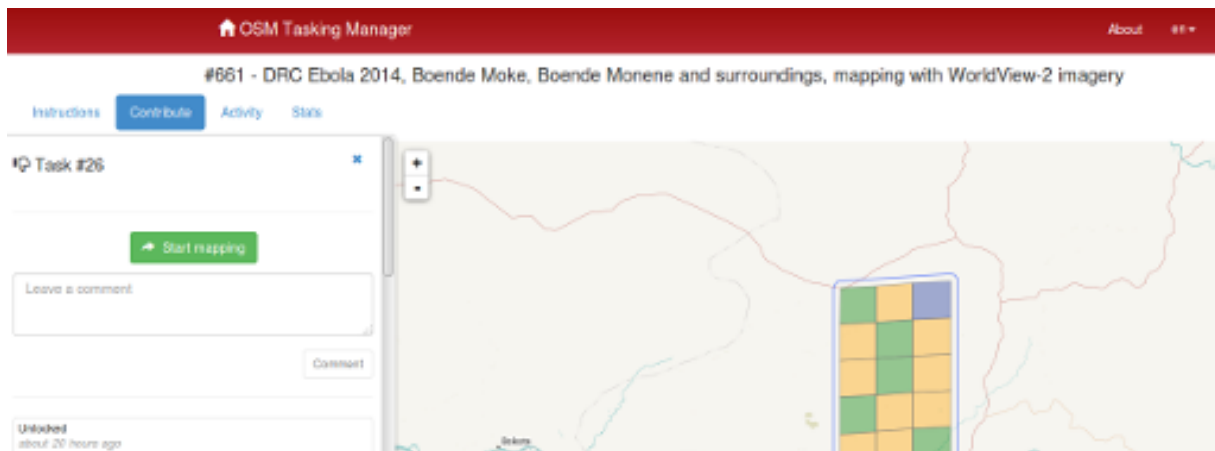 OSM Tasking Manager
About en
#661 - DRC Ebola 2014, Boende Moke, Boende Monene and surroundings, mapping with WorldView-2 imagery
Instructions Contribute Activity Stats
Task #26
+
-
Start mapping
Leave a comment
Comment
Unlocked
about 20 hours ago